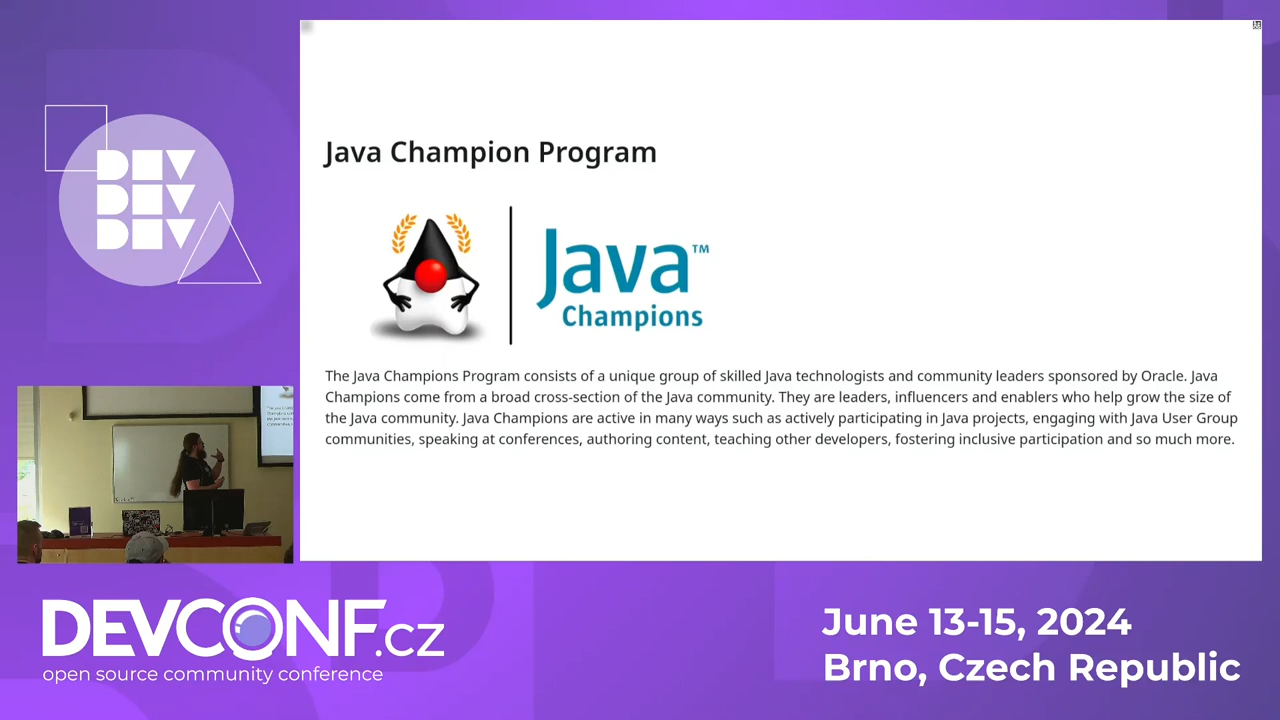 DEV
DEV
DEV
Java Champion Program
Java™
Champions
The Java Champions Program consists of a unique group of skilled Java technologists and community leaders sponsored by Oracle. Java
Champions come from a broad cross-section of the Java community. They are leaders, influencers and enablers who help grow the size of
the Java community. Java Champions are active in many ways such as actively participating in Java projects, engaging with Java User Group
communities, speaking at conferences, authoring content, teaching other developers, fostering inclusive participation and so much more.
DEVCONF.cz
open source community conference
June 13-15, 2024
Brno, Czech Republic